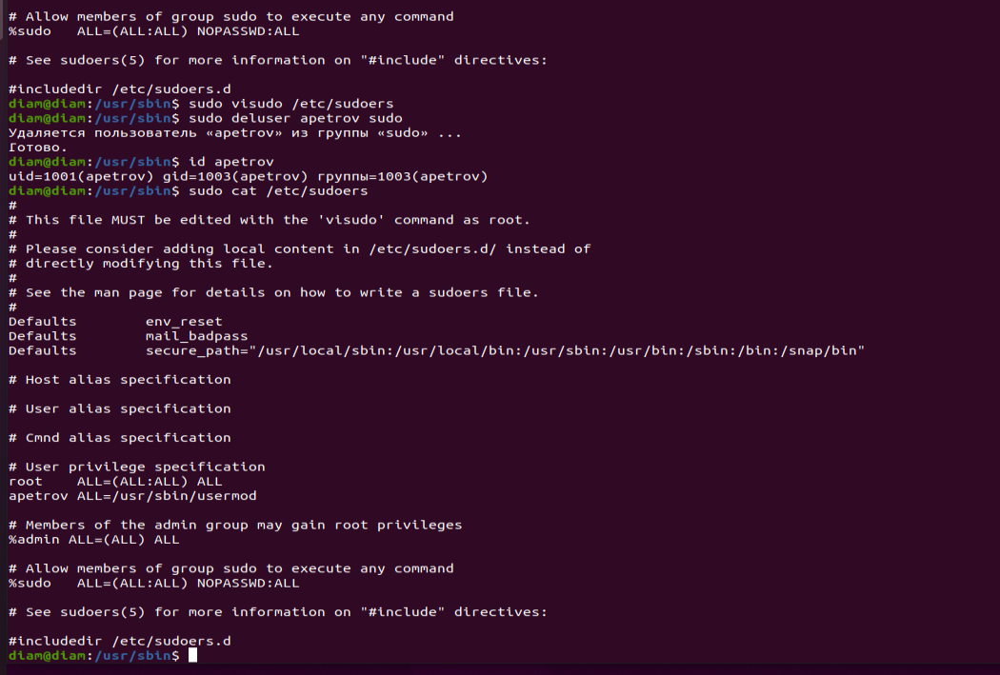 # Allow members of group sudo to execute any command
%sudo   ALL=(ALL:ALL) NOPASSWD:ALL

# See sudoers(5) for more information on "#include" directives:

#includedir /etc/sudoers.d
diam@diam:/usr/sbin$ sudo visudo /etc/sudoers
diam@diam:/usr/sbin$ sudo deluser apetrov sudo
Удаляется пользователь «apetrov» из группы «sudo» ...
Готово.
diam@diam:/usr/sbin$ id apetrov
uid=1001(apetrov) gid=1003(apetrov) группы=1003(apetrov)
diam@diam:/usr/sbin$ sudo cat /etc/sudoers
#
# This file MUST be edited with the 'visudo' command as root.
#
# Please consider adding local content in /etc/sudoers.d/ instead of
# directly modifying this file.
#
# See the man page for details on how to write a sudoers file.
#
Defaults        env_reset
Defaults        mail_badpass
Defaults        secure_path="/usr/local/sbin:/usr/local/bin:/usr/sbin:/usr/bin:/sbin:/bin:/snap/bin"

# Host alias specification

# User alias specification

# Cmnd alias specification

# User privilege specification
root    ALL=(ALL:ALL) ALL
apetrov ALL=/usr/sbin/usermod

# Members of the admin group may gain root privileges
%admin ALL=(ALL) ALL

# Allow members of group sudo to execute any command
%sudo   ALL=(ALL:ALL) NOPASSWD:ALL

# See sudoers(5) for more information on "#include" directives:

#includedir /etc/sudoers.d
diam@diam:/usr/sbin$